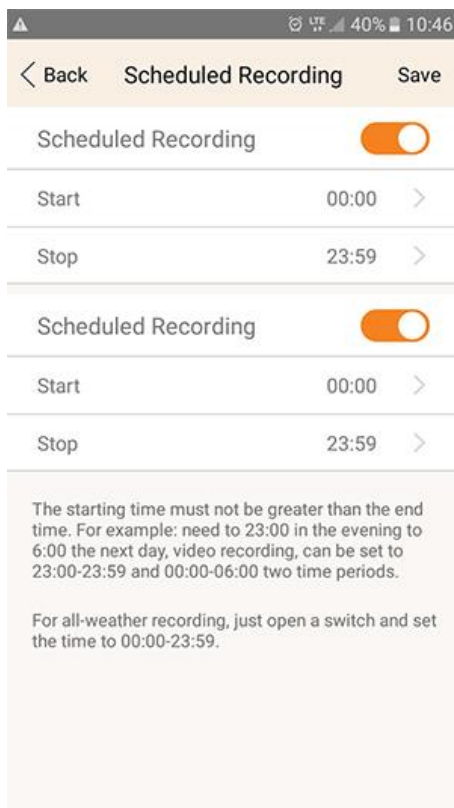 LTE 40% 10:46
Back Scheduled Recording Save
Scheduled Recording
Start 00:00
Stop 23:59
Scheduled Recording
Start 00:00
Stop 23:59
The starting time must not be greater than the end
time. For example: need to 23:00 in the evening to
6:00 the next day, video recording, can be set to
23:00-23:59 and 00:00-06:00 two time periods.
For all-weather recording, just open a switch and set
the time to 00:00-23:59.